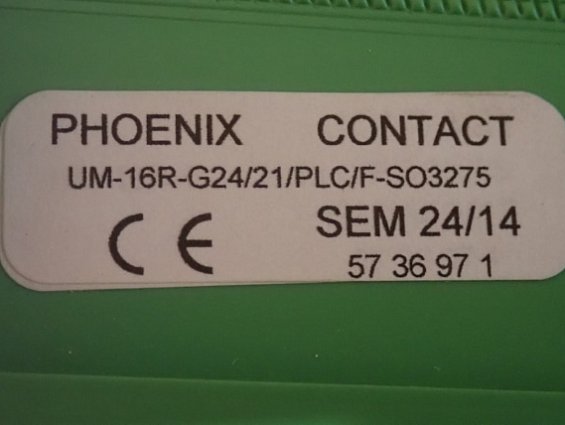 PHOENIX CONTACT
UM-16R-G24/21/PLC/F-SO3275
CE SEM 24/14
57 36 97 1